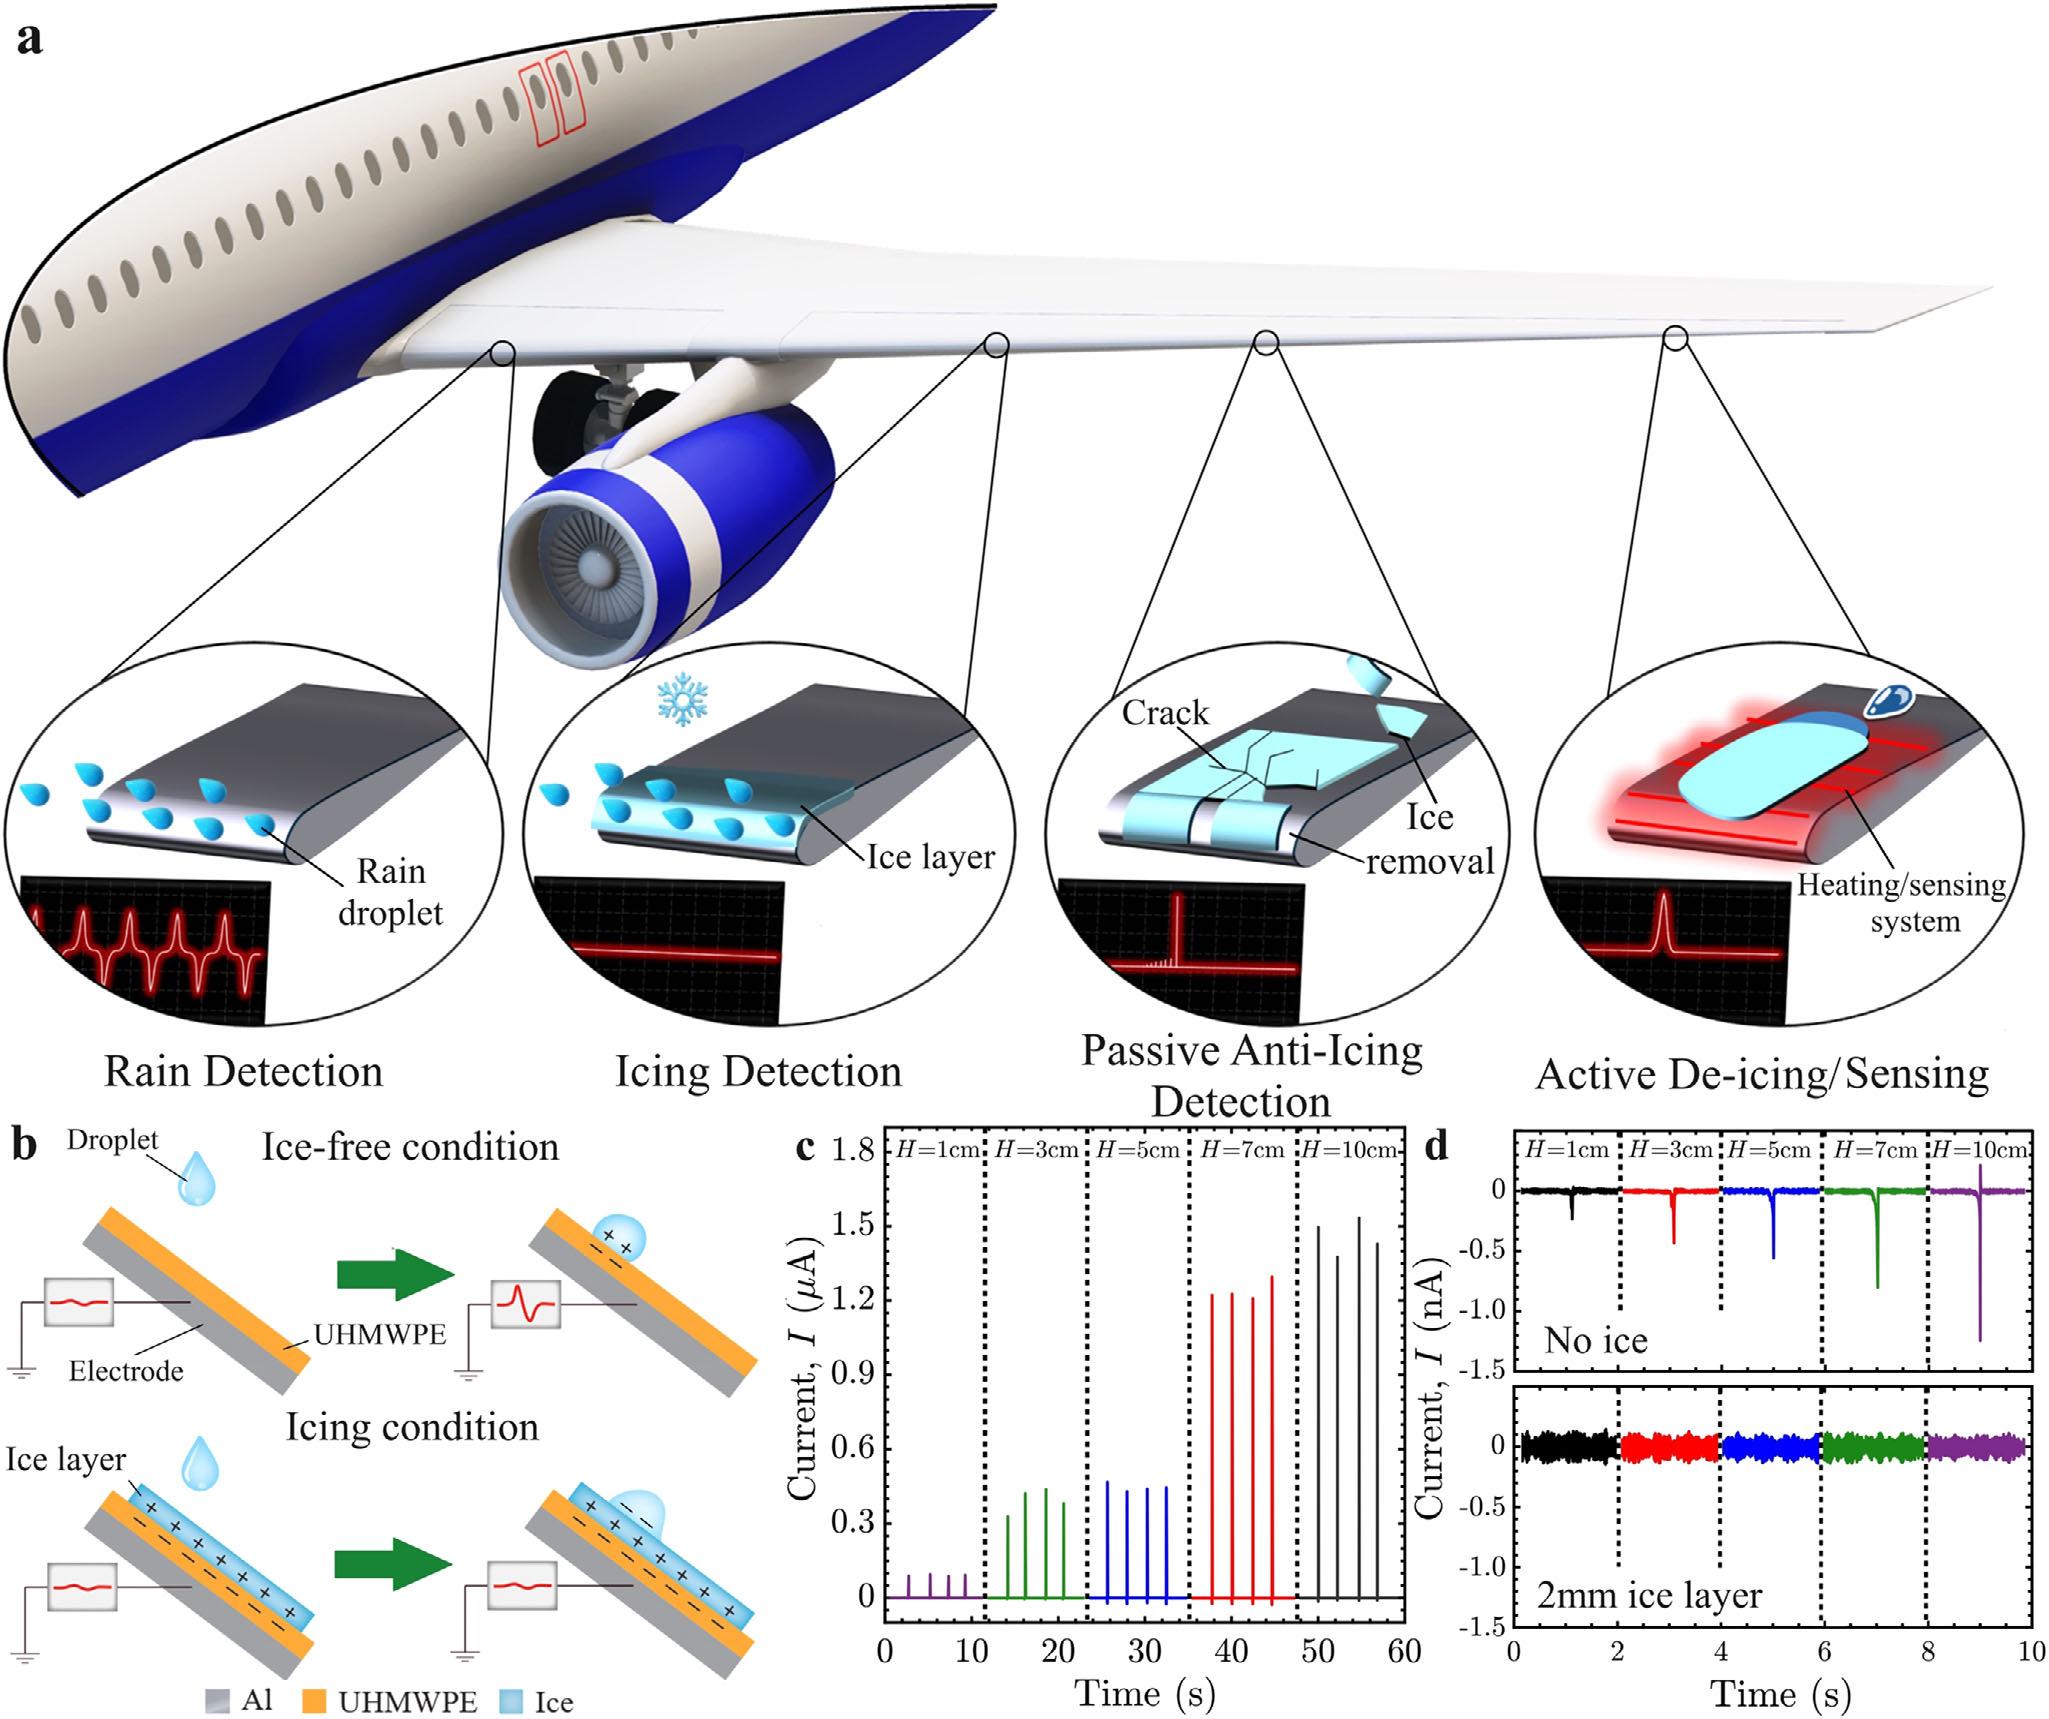 a
Crack
Ice
removal
Rain
droplet
Ice layer
Heating/sensing
system
Rain Detection
Icing Detection
Passive Anti-Icing
Detection
Active De-icing/Sensing
b
Droplet
Ice-free condition
UHMWPE
Electrode
Icing condition
Ice layer
Al
UHMWPE
Ice
c
H=1cm
H=3cm
H=5cm
H=7cm
H=10cm
1.8
1.5
1.2
0.9
0.6
0.3
0
Current, I (μA)
0
10
20
30
40
50
60
Time (s)
d
H=1cm
H=3cm
H=5cm
H=7cm
H=10cm
0
-0.5
-1.0
-1.5
No ice
Current, I (nA)
0
-0.5
-1.0
-1.5
2mm ice layer
0
2
4
6
8
10
Time (s)